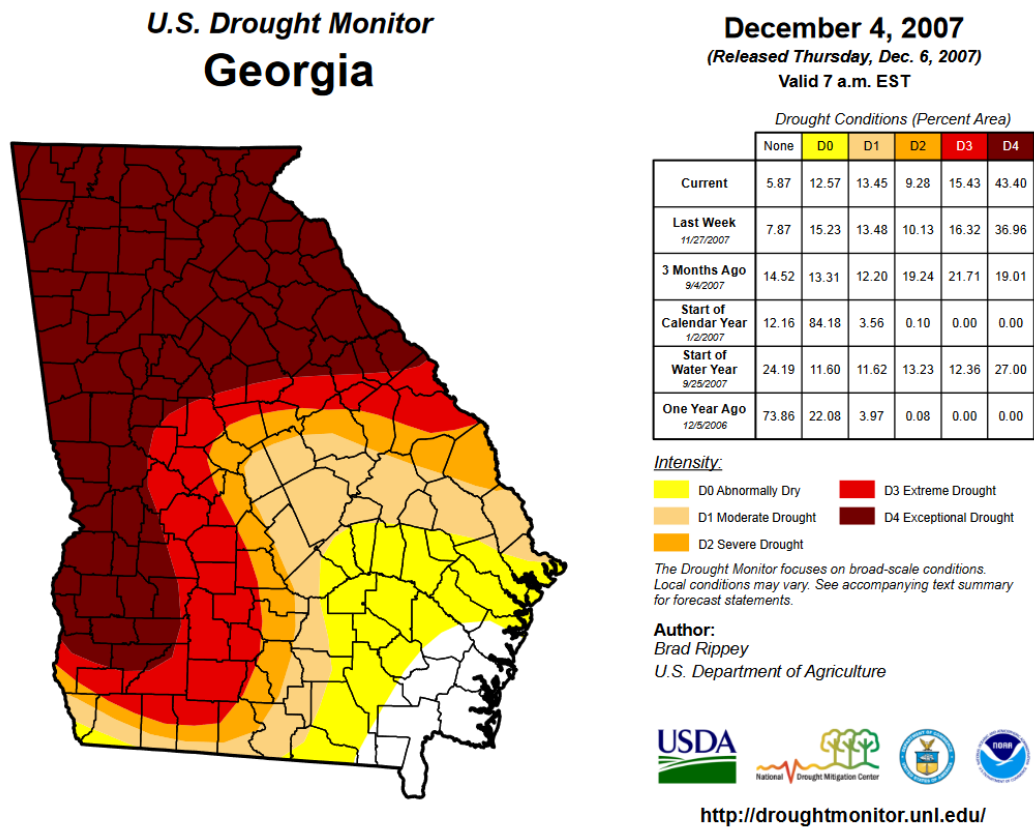 U.S. Drought Monitor
Georgia
December 4, 2007
(Released Thursday, Dec. 6, 2007)
Valid 7 a.m. EST
Drought Conditions (Percent Area)
None D0 D1 D2 D3 D4
Current 5.87 12.57 13.45 9.28 15.43 43.40
Last Week 7.87 15.23 13.48 10.13 16.32 36.96
11/27/2007
3 Months Ago 14.52 13.31 12.20 19.24 21.71 19.01
9/4/2007
Start of
Calendar Year 12.16 84.18 3.56 0.10 0.00 0.00
1/2/2007
Start of
Water Year 24.19 11.60 11.62 13.23 12.36 27.00
9/25/2007
One Year Ago 73.86 22.08 3.97 0.08 0.00 0.00
12/5/2006
Intensity:
D0 Abnormally Dry
D1 Moderate Drought
D2 Severe Drought
D3 Extreme Drought
D4 Exceptional Drought
The Drought Monitor focuses on broad-scale conditions.
Local conditions may vary. See accompanying text summary
for forecast statements.
Author:
Brad Rippey
U.S. Department of Agriculture
USDA
National Drought Mitigation Center
NOAA
http://droughtmonitor.unl.edu/